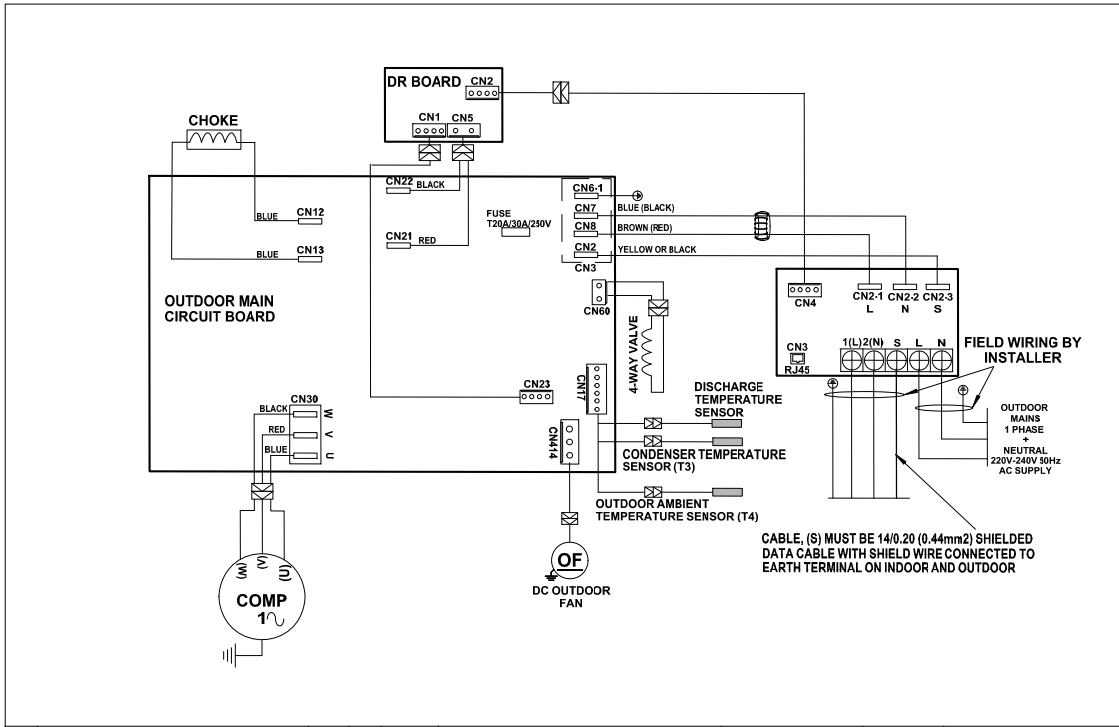 DR BOARD
CN2
CN1
CN5
CHOKE
CN22
BLACK
CN6-1
CN7
BLUE (BLACK)
FUSE
T20A/30A/250V
CN8
BROWN (RED)
BLUE
CN12
CN21
RED
CN2
YELLOW OR BLACK
CN3
BLUE
CN13
OUTDOOR MAIN
CIRCUIT BOARD
CN60
4-WAY VALVE
CN4
CN2-1
L
CN2-2
N
CN2-3
S
CN3
RJ45
1(L)
2(N)
S
L
N
FIELD WIRING BY
INSTALLER
CN23
CN17
DISCHARGE
TEMPERATURE
SENSOR
CN30
BLACK
W
RED
V
BLUE
U
CN414
CONDENSER TEMPERATURE
SENSOR (T3)
OUTDOOR
MAINS
1 PHASE
+
NEUTRAL
220V-240V 50Hz
AC SUPPLY
OUTDOOR AMBIENT
TEMPERATURE SENSOR (T4)
CABLE, (S) MUST BE 14/0.20 (0.44mm2) SHIELDED
DATA CABLE WITH SHIELD WIRE CONNECTED TO
EARTH TERMINAL ON INDOOR AND OUTDOOR
OF
DC OUTDOOR
FAN
(W)
(V)
(U)
COMP
1